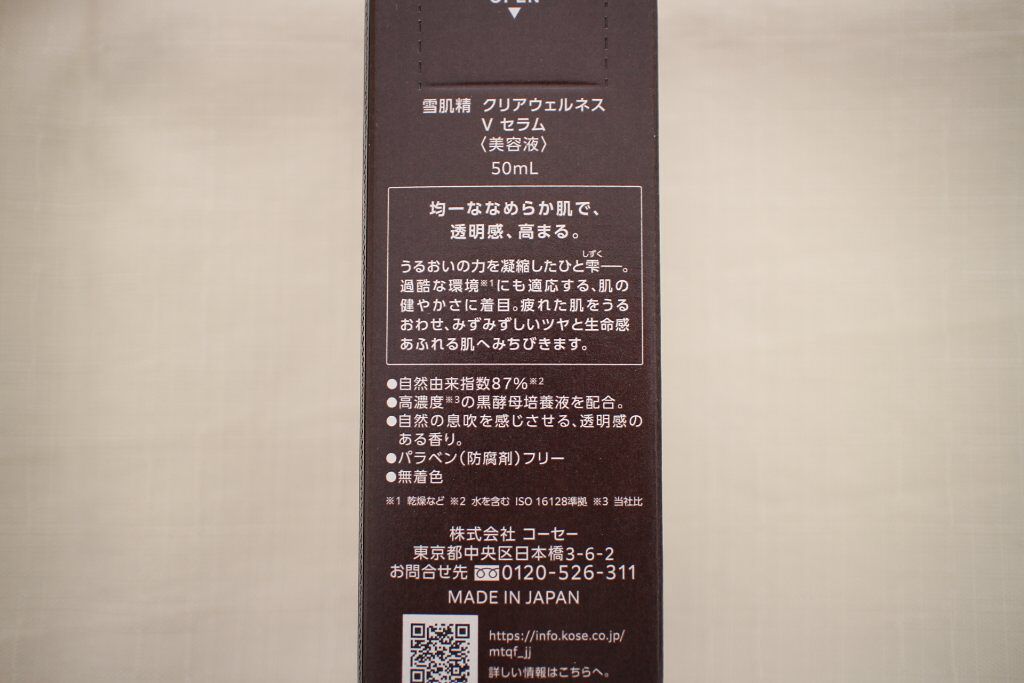 OPEN
雪肌精 クリアウェルネス
V セラム
〈美容液〉
50mL
均一ななめらか肌で、
透明感、高まる。
しずく
うるおいの力を凝縮したひと雫──。
過酷な環境※1にも適応する、肌の
健やかさに着目。疲れた肌をうる
おわせ、みずみずしいツヤと生命感
あふれる肌へみちびきます。
●自然由来指数87%※2
●高濃度※3の黒酵母培養液を配合。
●自然の息吹を感じさせる、透明感の
ある香り。
●パラベン(防腐剤)フリー
●無着色
※1 乾燥など ※2 水を含む ISO 16128準拠 ※3 当社比
株式会社 コーセー
東京都中央区日本橋3-6-2
お問合せ先 0120-526-311
MADE IN JAPAN
https://info.kose.co.jp/
mtqf_jj
詳しい情報はこちらへ。